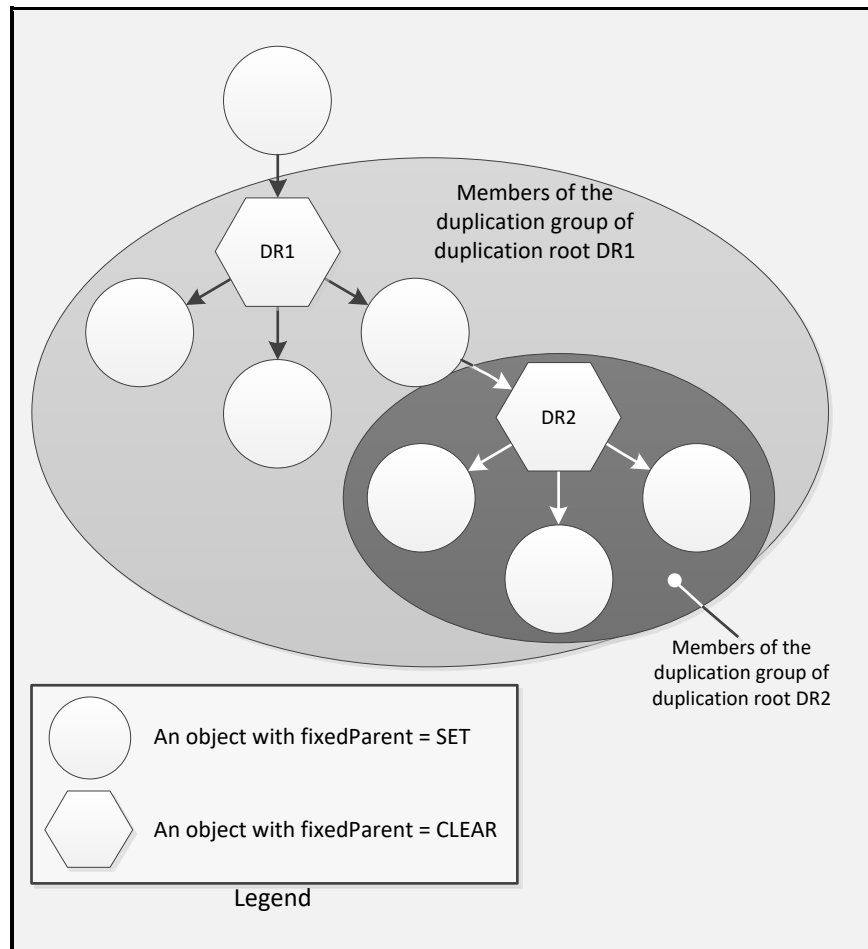 Members of the
duplication group of
duplication root DR1
DR1
DR2
Members of the
duplication group of
duplication root DR2
An object with fixedParent = SET
An object with fixedParent = CLEAR
Legend